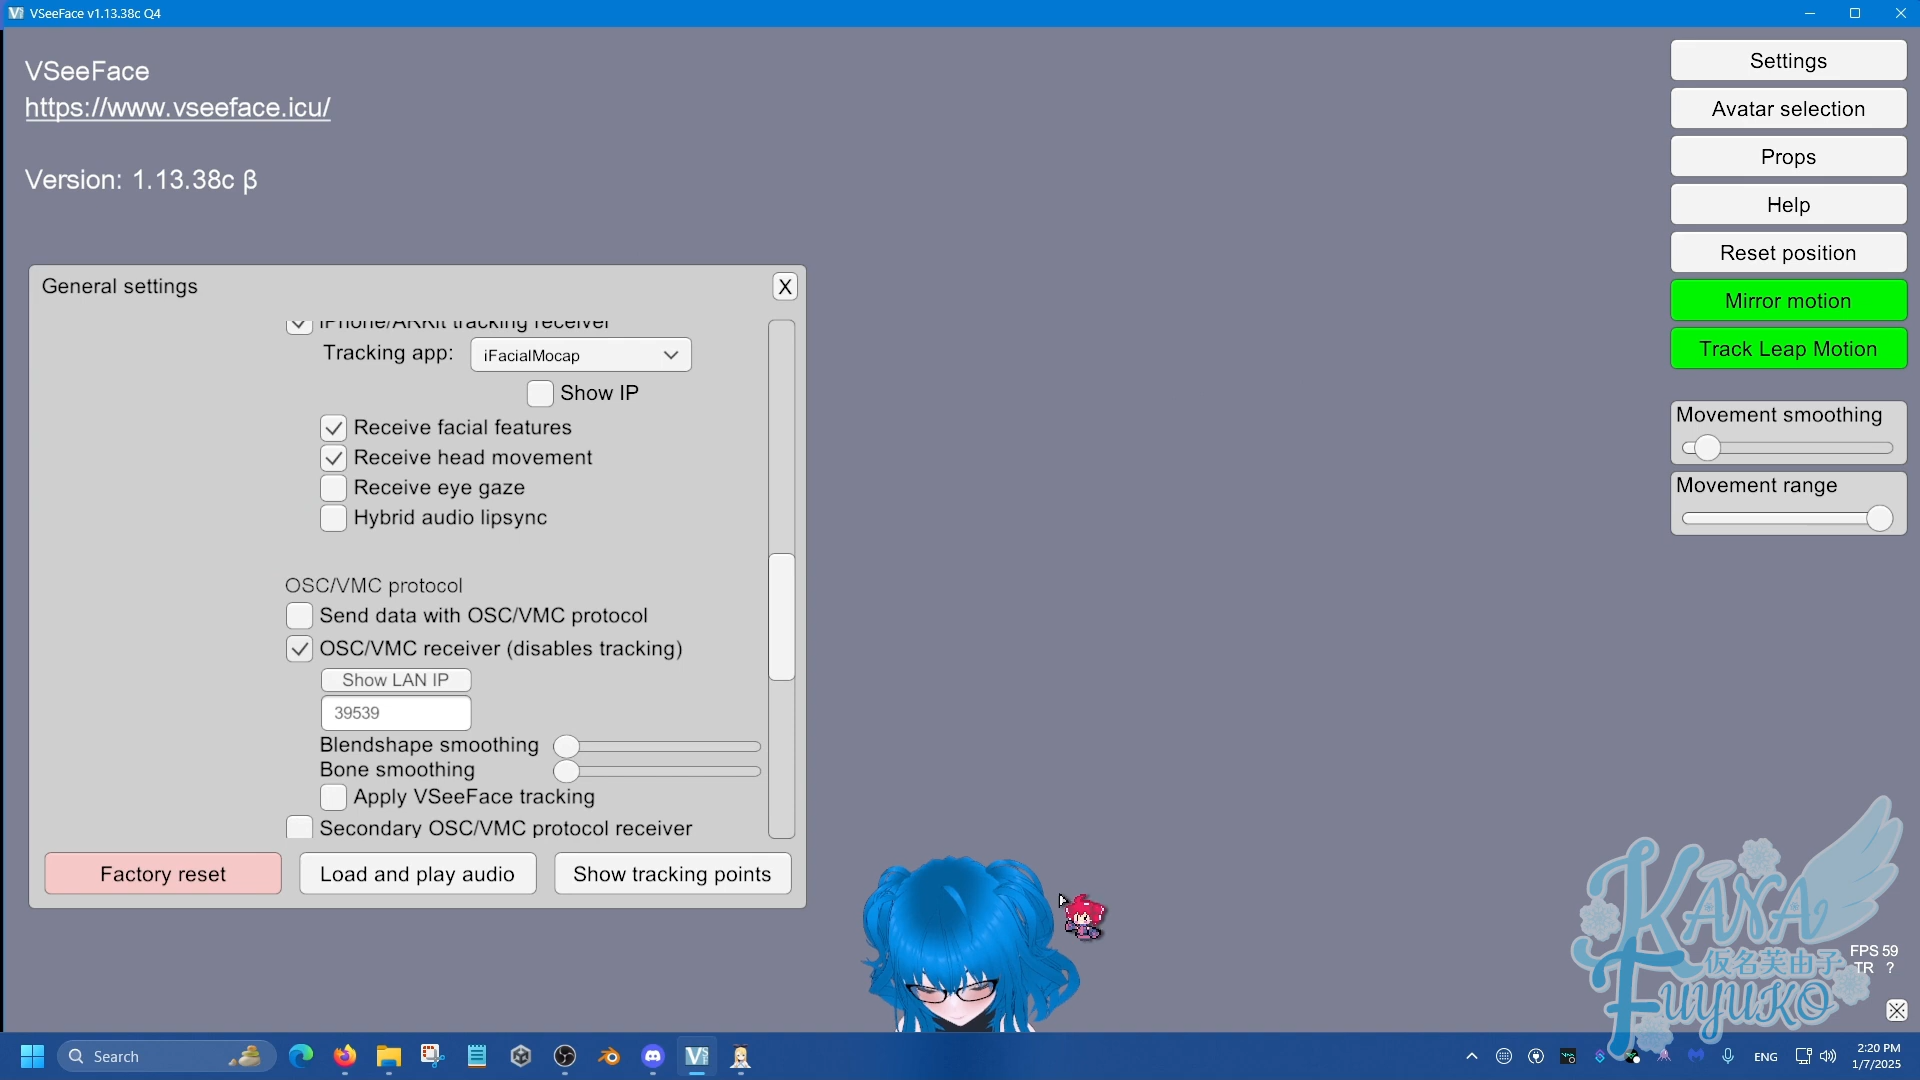 VSeeFace v1.13.38c Q4
VSeeFace
https://www.vseeface.icu/
Version: 1.13.38c β
General settings
X
iPhone/ARKit tracking receiver
Tracking app:
iFacialMocap
Show IP
Receive facial features
Receive head movement
Receive eye gaze
Hybrid audio lipsync
OSC/VMC protocol
Send data with OSC/VMC protocol
OSC/VMC receiver (disables tracking)
Show LAN IP
39539
Blendshape smoothing
Bone smoothing
Apply VSeeFace tracking
Secondary OSC/VMC protocol receiver
Factory reset
Load and play audio
Show tracking points
Settings
Avatar selection
Props
Help
Reset position
Mirror motion
Track Leap Motion
Movement smoothing
Movement range
KANA
仮名芙由子
FUYUKO
FPS 59
TR ?
Search
ENG
2:20 PM
1/7/2025